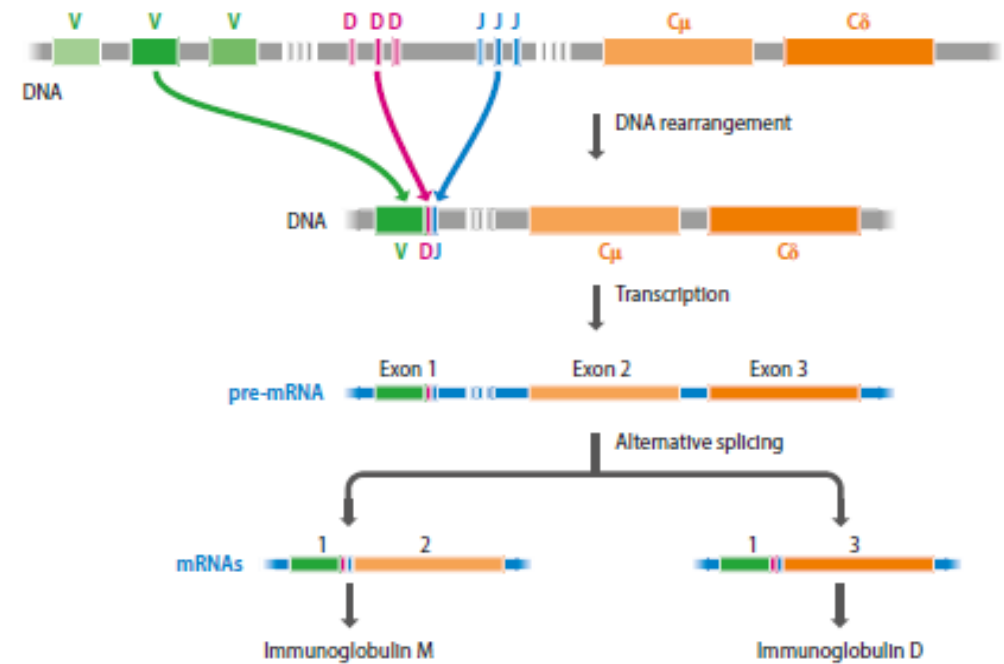 V V V D D D J J J Cμ Cδ
DNA
DNA rearrangement
DNA
V DJ Cμ Cδ
Transcription
Exon 1 Exon 2 Exon 3
pre-mRNA
Alternative splicing
1 2 1 3
mRNAs
Immunoglobulin M Immunoglobulin D